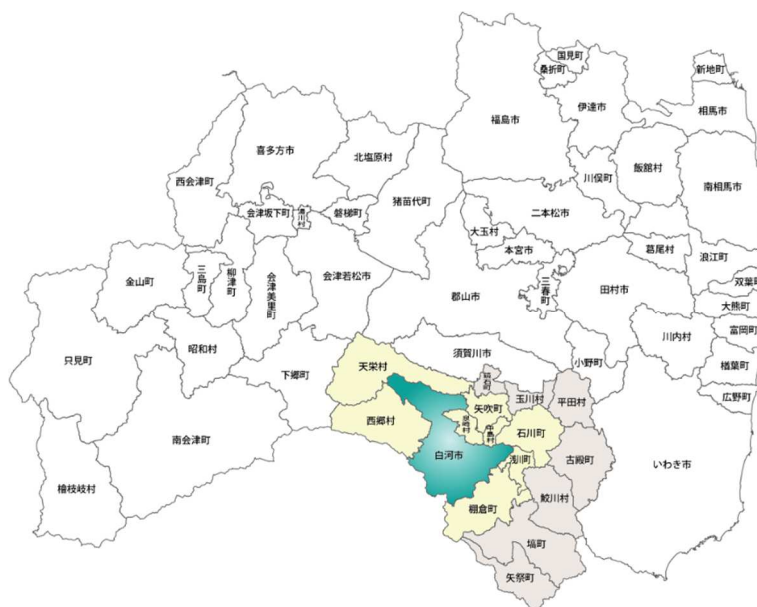 国見町
桑折町
新地町
伊達市
相馬市
福島市
喜多方市
北塩原村
飯舘村
西会津町
川俣町
南相馬市
猪苗代町
会津坂下町
湯川村
磐梯町
二本松市
大玉村
本宮市
葛尾村
浪江町
金山町
三島町
柳津町
会津美里町
会津若松市
郡山市
三春町
田村市
双葉町
大熊町
富岡町
川内村
昭和村
須賀川市
只見町
下郷町
天栄村
小野町
楢葉町
鏡石町
玉川村
平田村
広野町
矢吹町
西郷村
泉崎村
中島村
石川町
南会津町
白河市
浅川町
古殿町
いわき市
檜枝岐村
鮫川村
棚倉町
塙町
矢祭町